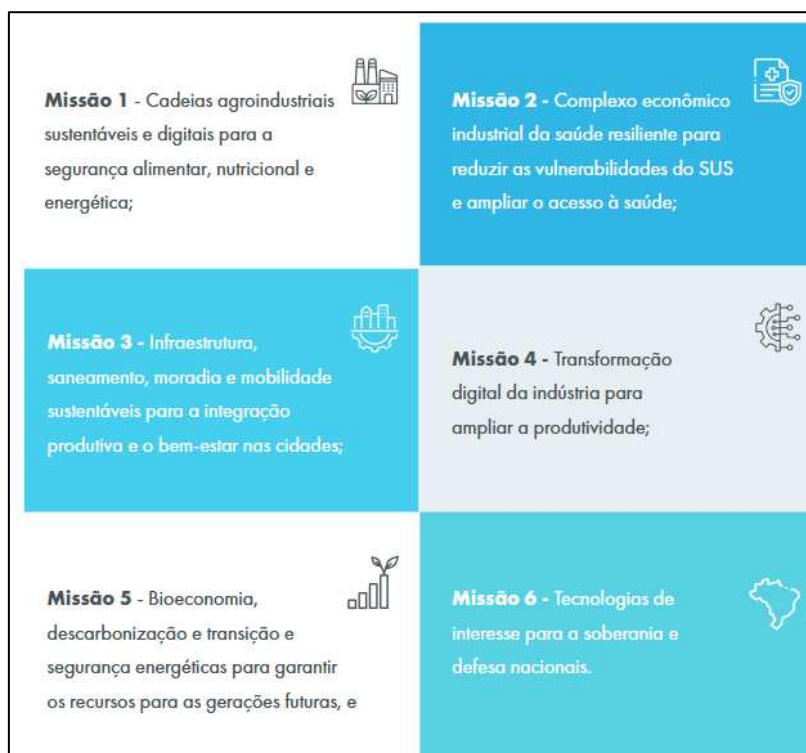 Missão 1 - Cadeias agroindustriais
sustentáveis e digitais para a
segurança alimentar, nutricional e
energética;
Missão 2 - Complexo econômico
industrial da saúde resiliente para
reduzir as vulnerabilidades do SUS
e ampliar o acesso à saúde;
Missão 3 - Infraestrutura,
saneamento, moradia e mobilidade
sustentáveis para a integração
produtiva e o bem-estar nas cidades;
Missão 4 - Transformação
digital da indústria para
ampliar a produtividade;
Missão 5 - Bioeconomia,
descarbonização e transição e
segurança energéticas para garantir
os recursos para as gerações futuras, e
Missão 6 - Tecnologias de
interesse para a soberania e
defesa nacionais.